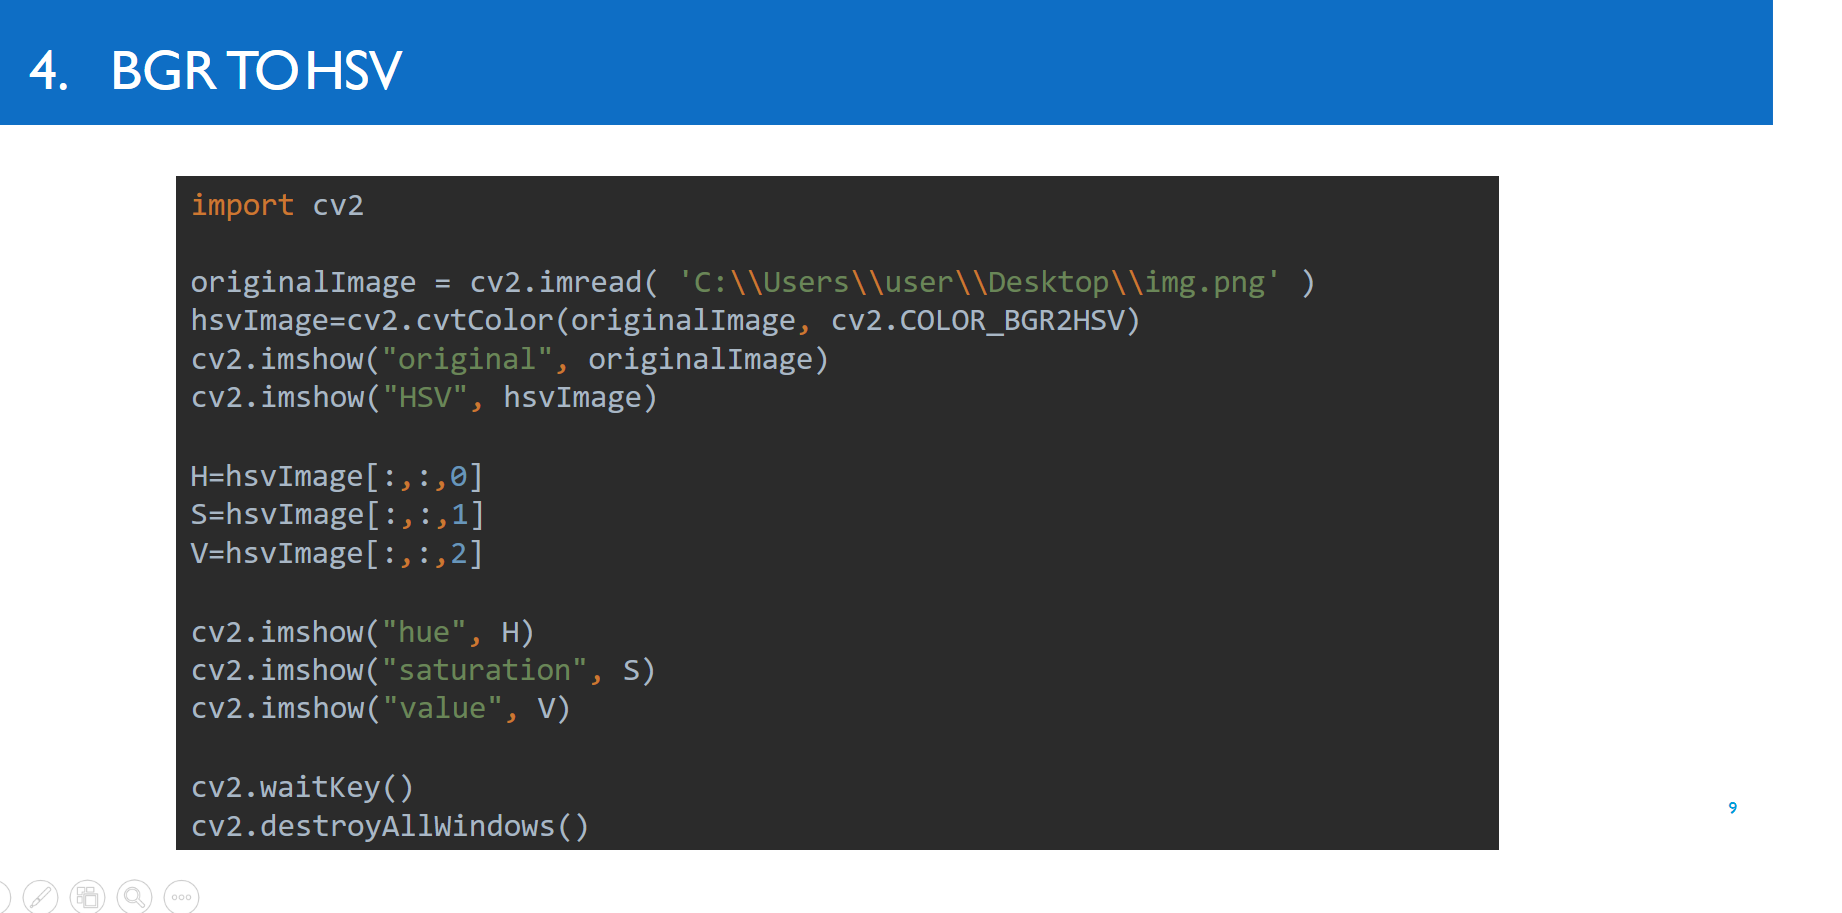 4. BGR TO HSV
import cv2
originalImage = cv2.imread( 'C:\\Users\\user\\Desktop\\img.png' )
hsvImage=cv2.cvtColor(originalImage, cv2.COLOR_BGR2HSV)
cv2.imshow("original", originalImage)
cv2.imshow("HSV", hsvImage)
H=hsvImage[:,:,0]
S=hsvImage[:,:,1]
V=hsvImage[:,:,2]
cv2.imshow("hue", H)
cv2.imshow("saturation", S)
cv2.imshow("value", V)
cv2.waitKey()
cv2.destroyAllWindows()
۹